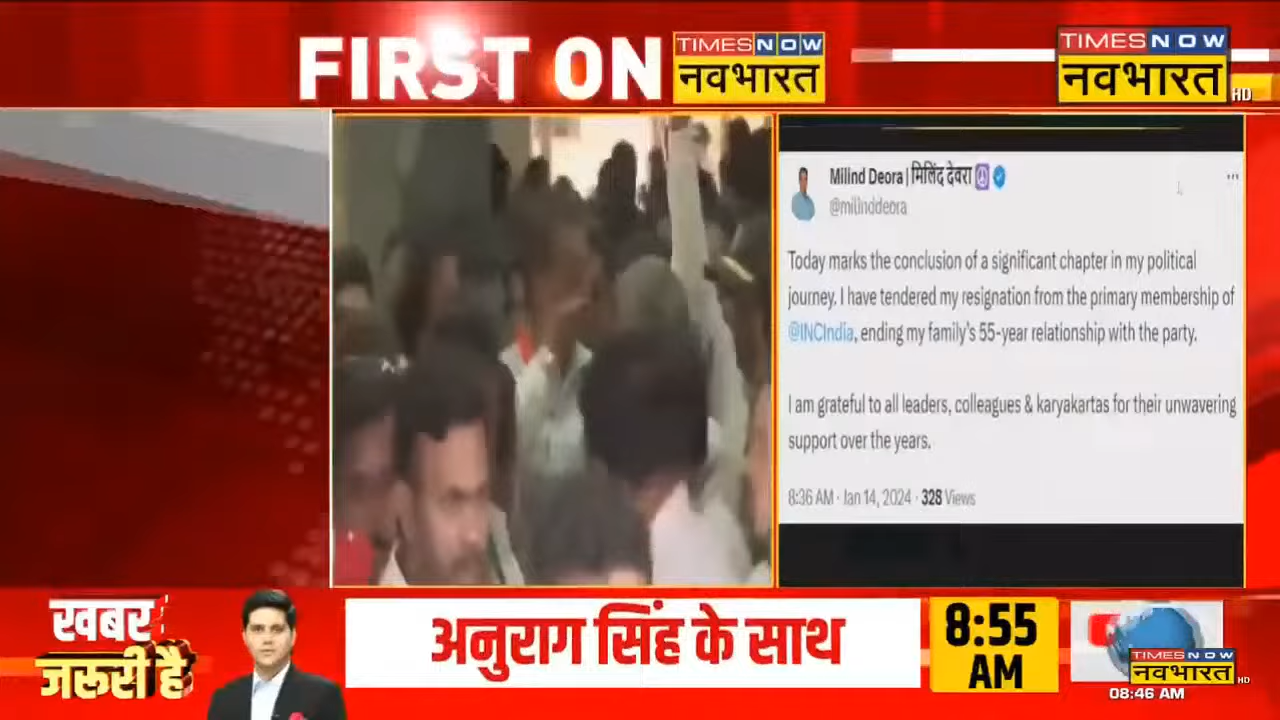 FIRST ON
TIMES NOW
नवभारत
TIMES NOW
नवभारत
HD
Milind Deora | मिलिंद देवरा
@milinddeora
Today marks the conclusion of a significant chapter in my political
journey. I have tendered my resignation from the primary membership of
@INCIndia, ending my family's 55-year relationship with the party.
I am grateful to all leaders, colleagues & karyakartas for their unwavering
support over the years.
8:36 AM · Jan 14, 2024 · 328 Views
खबर
जरूरी है
अनुराग सिंह के साथ
8:55
AM
TIMES NOW
नवभारत
HD
08:46 AM